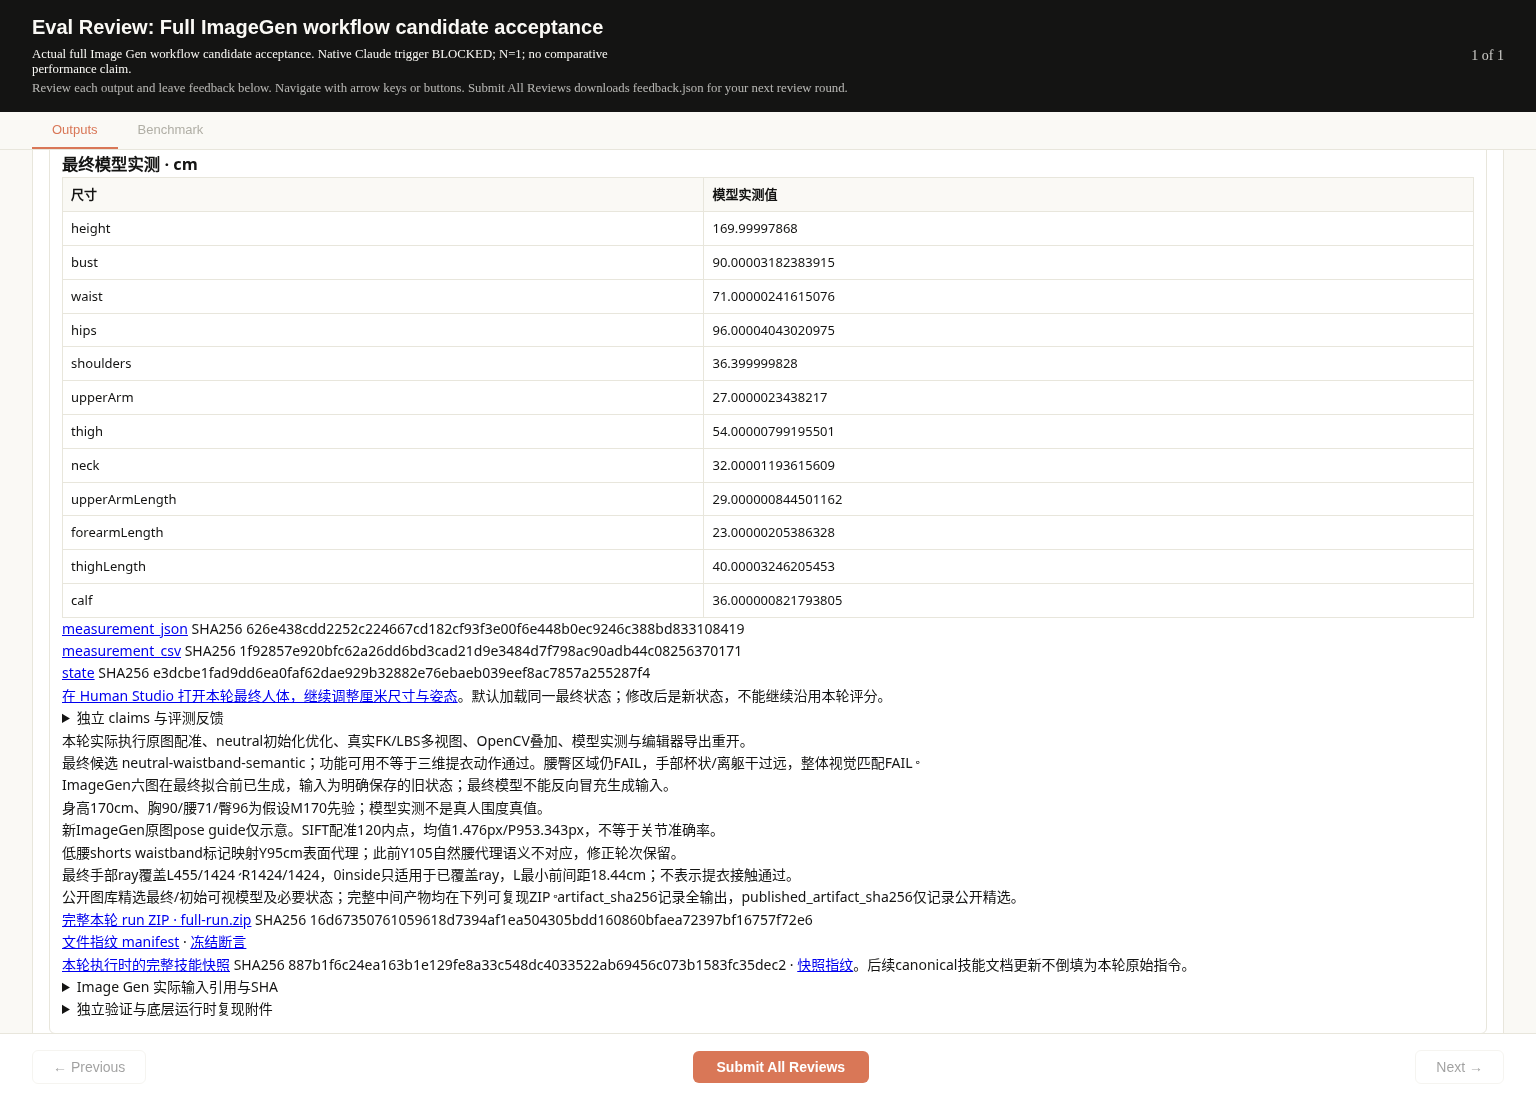 Eval Review: Full ImageGen workflow candidate acceptance
Actual full Image Gen workflow candidate acceptance. Native Claude trigger BLOCKED; N=1; no comparative
performance claim.
Review each output and leave feedback below. Navigate with arrow keys or buttons. Submit All Reviews downloads feedback.json for your next review round.
1 of 1
Outputs Benchmark
最终模型实测 · cm
尺寸 模型实测值
height 169.99997868
bust 90.00003182383915
waist 71.00000241615076
hips 96.00004043020975
shoulders 36.399999828
upperArm 27.0000023438217
thigh 54.00000799195501
neck 32.00001193615609
upperArmLength 29.000000844501162
forearmLength 23.00000205386328
thighLength 40.00003246205453
calf 36.000000821793805
measurement_json SHA256 626e438cdd2252c224667cd182cf93f3e00f6e448b0ec9246c388bd833108419
measurement_csv SHA256 1f92857e920bfc62a26dd6bd3cad21d9e3484d7f798ac90adb44c08256370171
state SHA256 e3dcbe1fad9dd6ea0faf62dae929b32882e76ebaeb039eef8ac7857a255287f4
在 Human Studio 打开本轮最终人体，继续调整厘米尺寸与姿态。默认加载同一最终状态；修改后是新状态，不能继续沿用本轮评分。
▶ 独立 claims 与评测反馈
本轮实际执行原图配准、neutral初始化优化、真实FK/LBS多视图、OpenCV叠加、模型实测与编辑器导出重开。
最终候选 neutral-waistband-semantic；功能可用不等于三维提衣动作通过。腰臀区域仍FAIL，手部杯状/离躯干过远，整体视觉匹配FAIL。
ImageGen六图在最终拟合前已生成，输入为明确保存的旧状态；最终模型不能反向冒充生成输入。
身高170cm、胸90/腰71/臀96为假设M170先验；模型实测不是真人围度真值。
新ImageGen原图pose guide仅示意。SIFT配准120内点，均值1.476px/P953.343px，不等于关节准确率。
低腰shorts waistband标记映射Y95cm表面代理；此前Y105自然腰代理语义不对应，修正轮次保留。
最终手部ray覆盖L455/1424、R1424/1424，0inside只适用于已覆盖ray，L最小前间距18.44cm；不表示提衣接触通过。
公开图库精选最终/初始可视模型及必要状态；完整中间产物均在下列可复现ZIP。artifact_sha256记录全输出，published_artifact_sha256仅记录公开精选。
完整本轮 run ZIP · full-run.zip SHA256 16d67350761059618d7394af1ea504305bdd160860bfaea72397bf16757f72e6
文件指纹 manifest · 冻结断言
本轮执行时的完整技能快照 SHA256 887b1f6c24ea163b1e129fe8a33c548dc4033522ab69456c073b1583fc35dec2 · 快照指纹。后续canonical技能文档更新不倒填为本轮原始指令。
▶ Image Gen 实际输入引用与SHA
▶ 独立验证与底层运行时复现附件
← Previous Submit All Reviews Next →